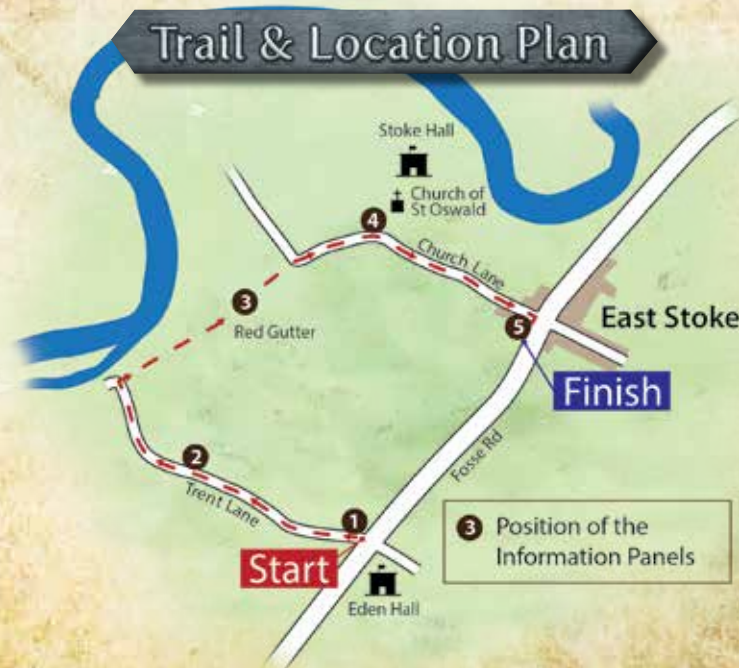 Trail & Location Plan
Stoke Hall
Church of
St Oswald
4
Church Lane
3
Red Gutter
East Stoke
5
Finish
Fosse Rd
2
Trent Lane
1
Start
Eden Hall
3 Position of the
Information Panels